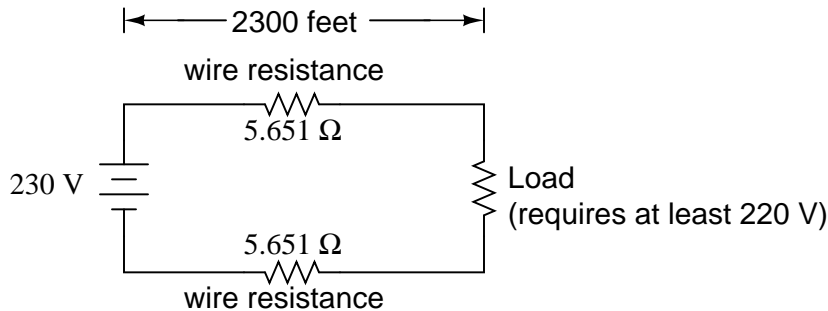 2300 feet
wire resistance
5.651 Ω
230 V
Load
(requires at least 220 V)
5.651 Ω
wire resistance